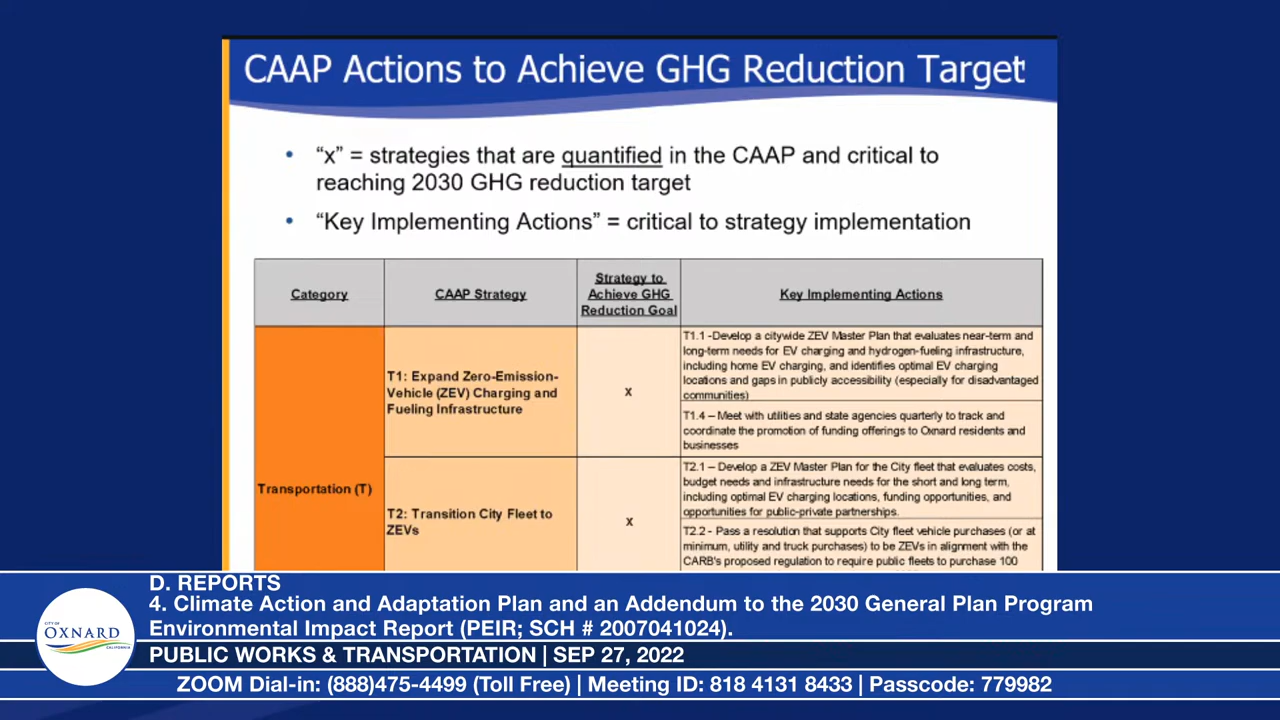 CAAP Actions to Achieve GHG Reduction Target
• “x” = strategies that are quantified in the CAAP and critical to
reaching 2030 GHG reduction target
• “Key Implementing Actions” = critical to strategy implementation
Category
CAAP Strategy
Strategy to
Achieve GHG
Reduction Goal
Key Implementing Actions
Transportation (T)
T1: Expand Zero-Emission-
Vehicle (ZEV) Charging and
Fueling Infrastructure
x
T1.1 -Develop a citywide ZEV Master Plan that evaluates near-term and
long-term needs for EV charging and hydrogen-fueling infrastructure,
including home EV charging, and identifies optimal EV charging
locations and gaps in publicly accessibility (especially for disadvantaged
communities)
T1.4 – Meet with utilities and state agencies quarterly to track and
coordinate the promotion of funding offerings to Oxnard residents and
businesses
T2: Transition City Fleet to
ZEVs
x
T2.1 – Develop a ZEV Master Plan for the City fleet that evaluates costs,
budget needs and infrastructure needs for the short and long term,
including optimal EV charging locations, funding opportunities, and
opportunities for public-private partnerships.
T2.2 - Pass a resolution that supports City fleet vehicle purchases (or at
minimum, utility and truck purchases) to be ZEVs in alignment with the
CARB's proposed regulation to require public fleets to purchase 100
D. REPORTS
4. Climate Action and Adaptation Plan and an Addendum to the 2030 General Plan Program
Environmental Impact Report (PEIR; SCH # 2007041024).
PUBLIC WORKS & TRANSPORTATION | SEP 27, 2022
ZOOM Dial-in: (888)475-4499 (Toll Free) | Meeting ID: 818 4131 8433 | Passcode: 779982
CITY OF
OXNARD
CALIFORNIA